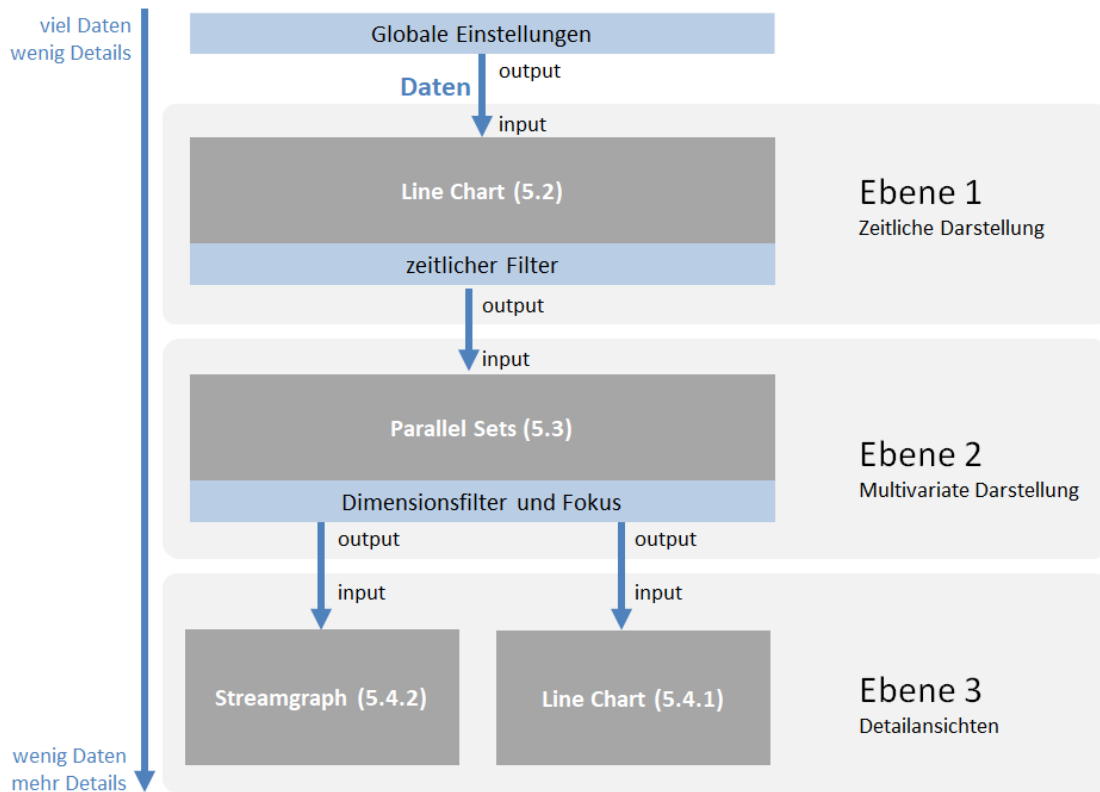 viel Daten
wenig Details
Globale Einstellungen
output
Daten
input
Line Chart (5.2)
Ebene 1
Zeitliche Darstellung
zeitlicher Filter
output
input
Parallel Sets (5.3)
Ebene 2
Multivariate Darstellung
Dimensionsfilter und Fokus
output
output
input
input
Streamgraph (5.4.2)
Line Chart (5.4.1)
Ebene 3
Detailansichten
wenig Daten
mehr Details